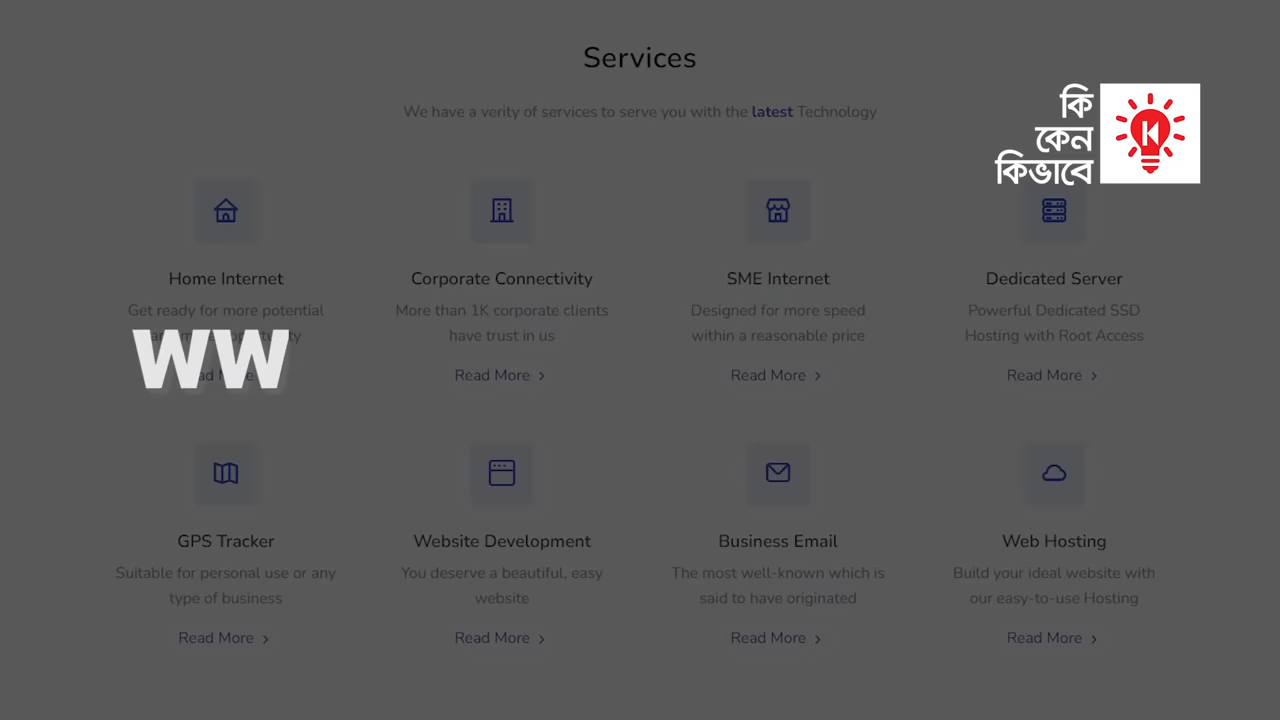 Services
We have a verity of services to serve you with the latest Technology
কি
কেন
কিভাবে
K
Home Internet
Get ready for more potential
Corporate Connectivity
More than 1K corporate clients
have trust in us
Read More
SME Internet
Designed for more speed
within a reasonable price
Read More
Dedicated Server
Powerful Dedicated SSD
Hosting with Root Access
Read More
WW
GPS Tracker
Suitable for personal use or any
type of business
Read More
Website Development
You deserve a beautiful, easy
website
Read More
Business Email
The most well-known which is
said to have originated
Read More
Web Hosting
Build your ideal website with
our easy-to-use Hosting
Read More